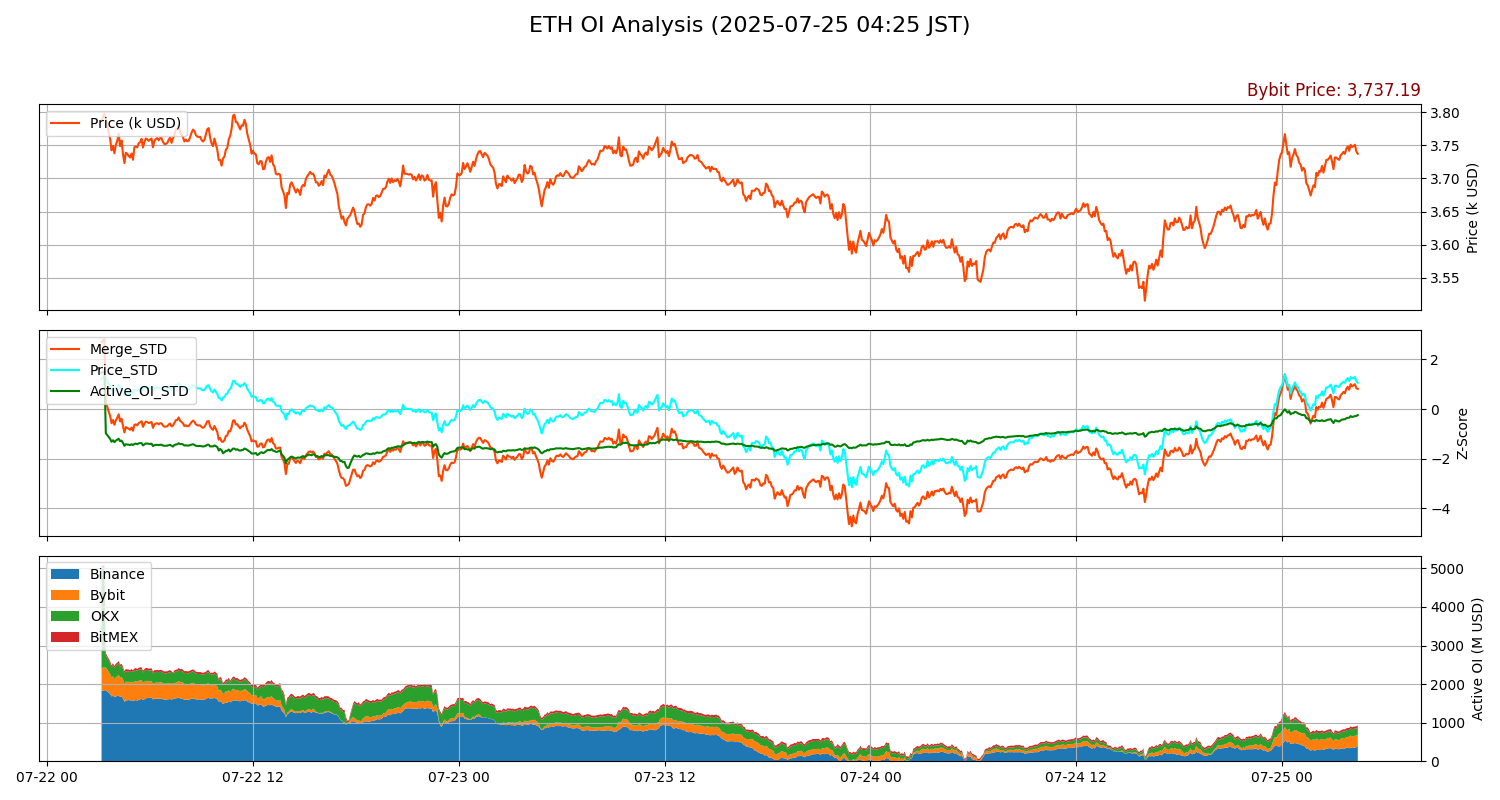 ETH OI Analysis (2025-07-25 04:25 JST)
Bybit Price: 3,737.19
Price (k USD)
3.80
3.75
3.70
3.65
3.60
3.55
Price (k USD)
Merge_STD
Price_STD
Active_OI_STD
2
0
−2
−4
Z-Score
Binance
Bybit
OKX
BitMEX
5000
4000
3000
2000
1000
0
Active OI (M USD)
07-22 00
07-22 12
07-23 00
07-23 12
07-24 00
07-24 12
07-25 00